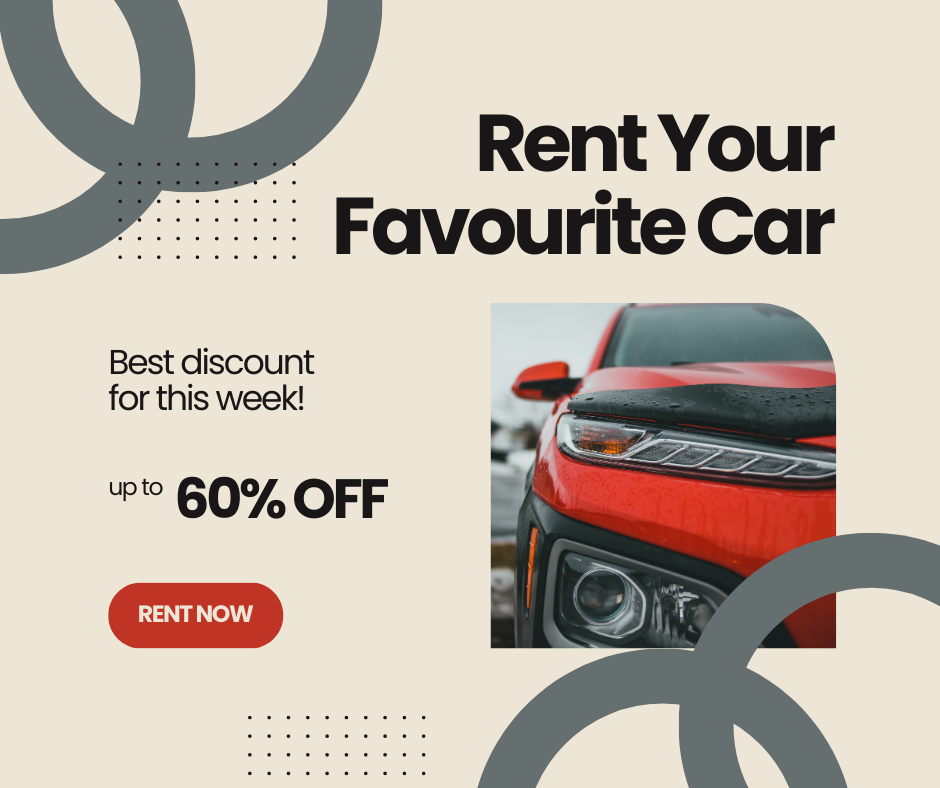 Rent Your
Favourite Car
Best discount
for this week!
up to 60% OFF
RENT NOW